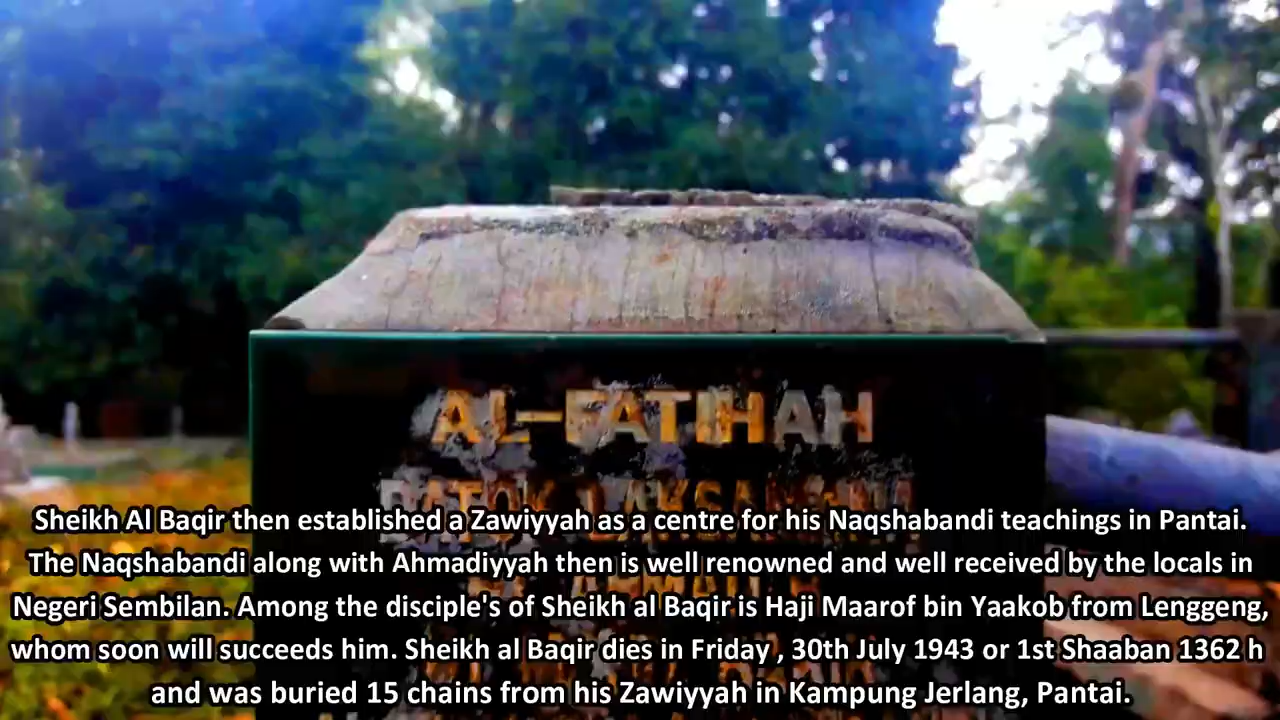 AL-FATIHAH
DATOK LAKSAMANA
Sheikh Al Baqir then established a Zawiyyah as a centre for his Naqshabandi teachings in Pantai.
The Naqshabandi along with Ahmadiyyah then is well renowned and well received by the locals in
Negeri Sembilan. Among the disciple's of Sheikh al Baqir is Haji Maarof bin Yaakob from Lenggeng,
whom soon will succeeds him. Sheikh al Baqir dies in Friday , 30th July 1943 or 1st Shaaban 1362 h
and was buried 15 chains from his Zawiyyah in Kampung Jerlang, Pantai.